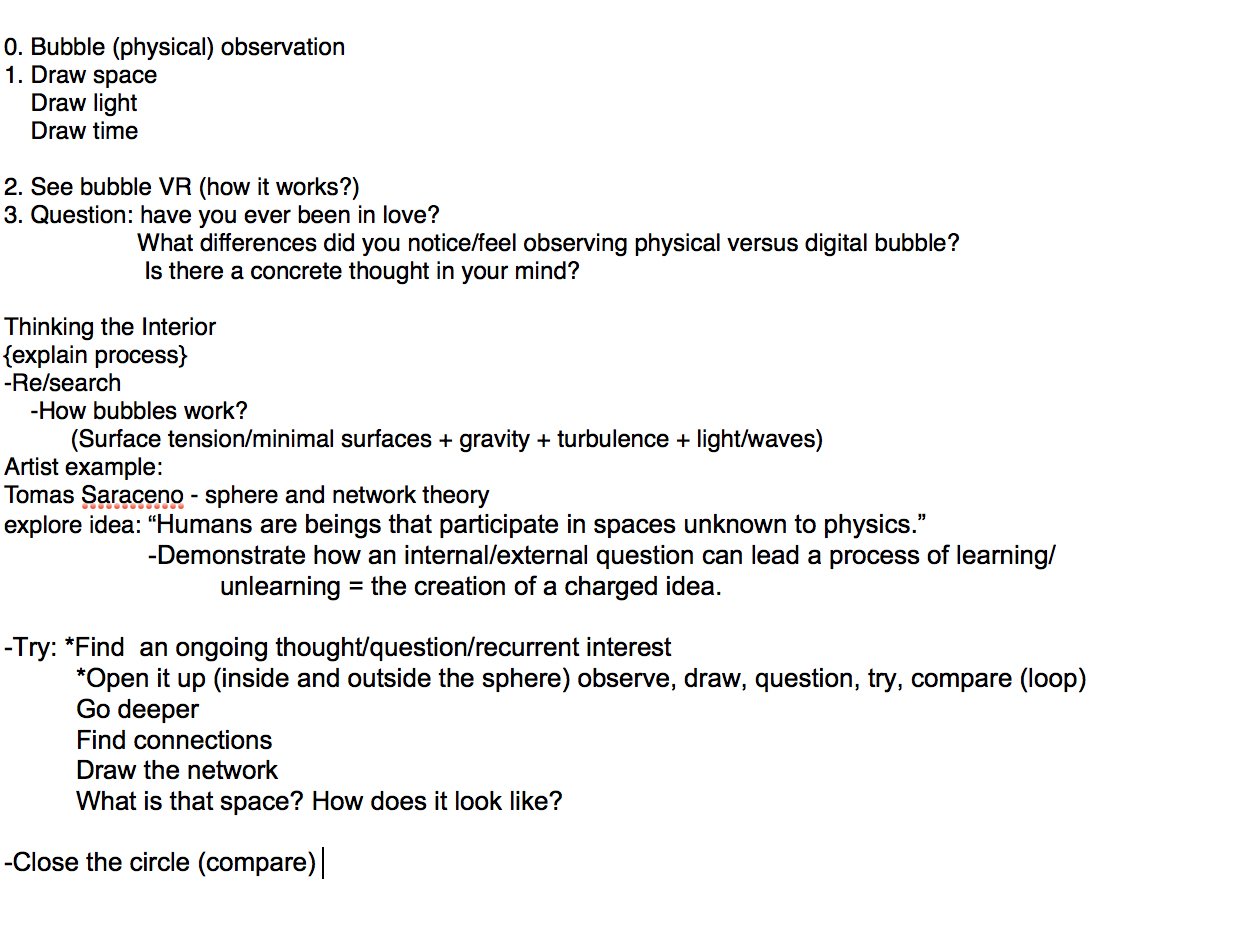 0. Bubble (physical) observation
1. Draw space
Draw light
Draw time
2. See bubble VR (how it works?)
3. Question: have you ever been in love?
What differences did you notice/feel observing physical versus digital bubble?
Is there a concrete thought in your mind?
Thinking the Interior
{explain process}
-Re/search
-How bubbles work?
(Surface tension/minimal surfaces + gravity + turbulence + light/waves)
Artist example:
Tomas Saraceno - sphere and network theory
explore idea: “Humans are beings that participate in spaces unknown to physics.”
-Demonstrate how an internal/external question can lead a process of learning/
unlearning = the creation of a charged idea.
-Try: *Find  an ongoing thought/question/recurrent interest
*Open it up (inside and outside the sphere) observe, draw, question, try, compare (loop)
Go deeper
Find connections
Draw the network
What is that space? How does it look like?
-Close the circle (compare)